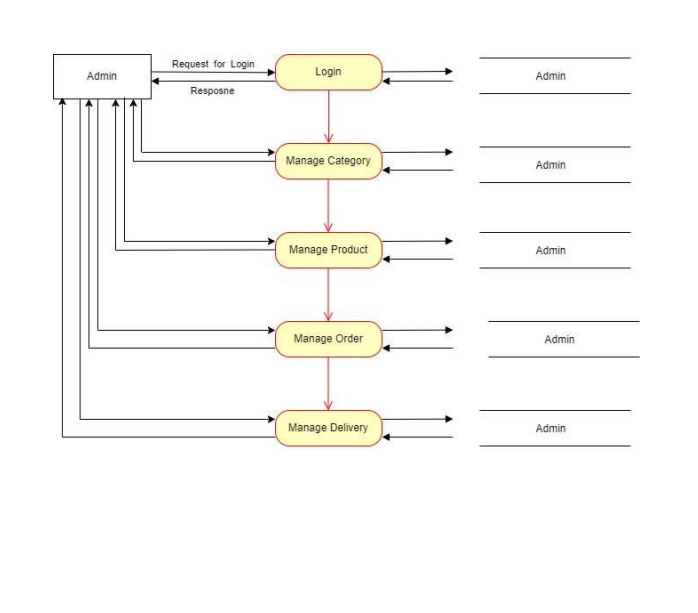 Request for Login
Admin
Login
Admin
Resposne
Manage Category
Admin
Manage Product
Admin
Manage Order
Admin
Manage Delivery
Admin